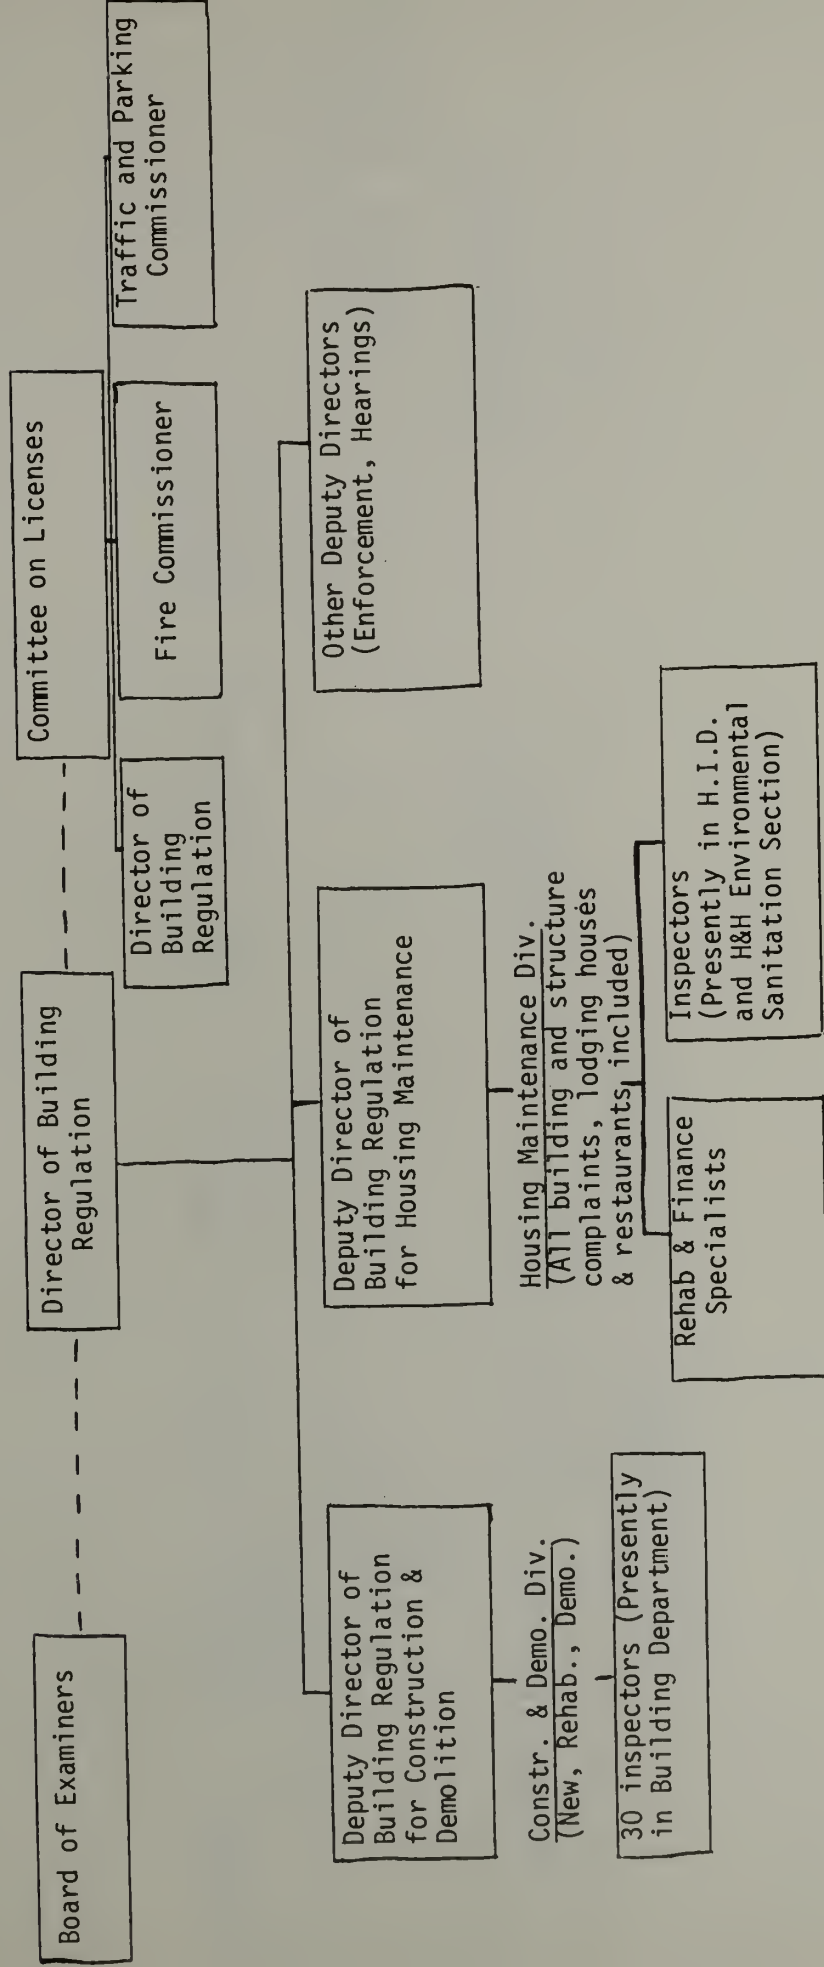 Board of Examiners
Director of Building
Regulation
Committee on Licenses
Director of
Building
Regulation
Fire Commissioner
Traffic and Parking
Commissioner
Deputy Director of
Building Regulation
for Construction &
Demolition
Deputy Director of
Building Regulation
for Housing Maintenance
Other Deputy Directors
(Enforcement, Hearings)
Constr. & Demo. Div.
(New, Rehab., Demo.)
30 inspectors (Presently
in Building Department)
Housing Maintenance Div.
(All building and structure
complaints, lodging houses
& restaurants included)
Rehab & Finance
Specialists
Inspectors
(Presently in H.I.D.
and H&H Environmental
Sanitation Section)